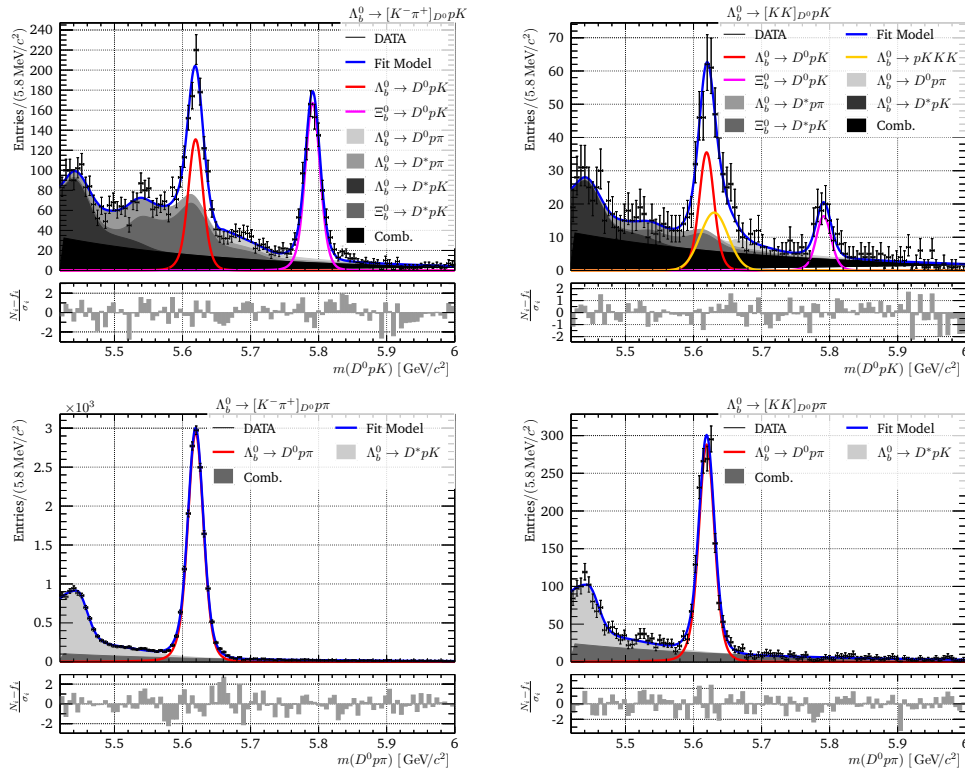 Λ_b^0 → [K^-π^+]_{D^0}pK
Entries/(5.8 MeV/c^2)
240
220
200
180
160
140
120
100
80
60
40
20
0
DATA
Fit Model
Λ_b^0 → D^0pK
Ξ_b^0 → D^0pK
Λ_b^0 → D^0pπ
Λ_b^0 → D^*pπ
Λ_b^0 → D^*pK
Ξ_b^0 → D^*pK
Comb.
(N_i−f_i)/σ_i
2
0
−2
5.5 5.6 5.7 5.8 5.9 6
m(D^0pK) [GeV/c^2]
Λ_b^0 → [KK]_{D^0}pK
Entries/(5.8 MeV/c^2)
70
60
50
40
30
20
10
0
DATA Fit Model
Λ_b^0 → D^0pK Λ_b^0 → pKKK
Ξ_b^0 → D^0pK Λ_b^0 → D^0pπ
Λ_b^0 → D^*pπ Λ_b^0 → D^*pK
Ξ_b^0 → D^*pK Comb.
(N_i−f_i)/σ_i
2
1
0
−1
−2
5.5 5.6 5.7 5.8 5.9 6
m(D^0pK) [GeV/c^2]
×10^3
Λ_b^0 → [K^-π^+]_{D^0}pπ
Entries/(5.8 MeV/c^2)
3
2.5
2
1.5
1
0.5
0
DATA Fit Model
Λ_b^0 → D^0pπ Λ_b^0 → D^*pK
Comb.
(N_i−f_i)/σ_i
2
0
−2
5.5 5.6 5.7 5.8 5.9 6
m(D^0pπ) [GeV/c^2]
Λ_b^0 → [KK]_{D^0}pπ
Entries/(5.8 MeV/c^2)
300
250
200
150
100
50
0
DATA Fit Model
Λ_b^0 → D^0pπ Λ_b^0 → D^*pK
Comb.
(N_i−f_i)/σ_i
2
0
−2
5.5 5.6 5.7 5.8 5.9 6
m(D^0pπ) [GeV/c^2]